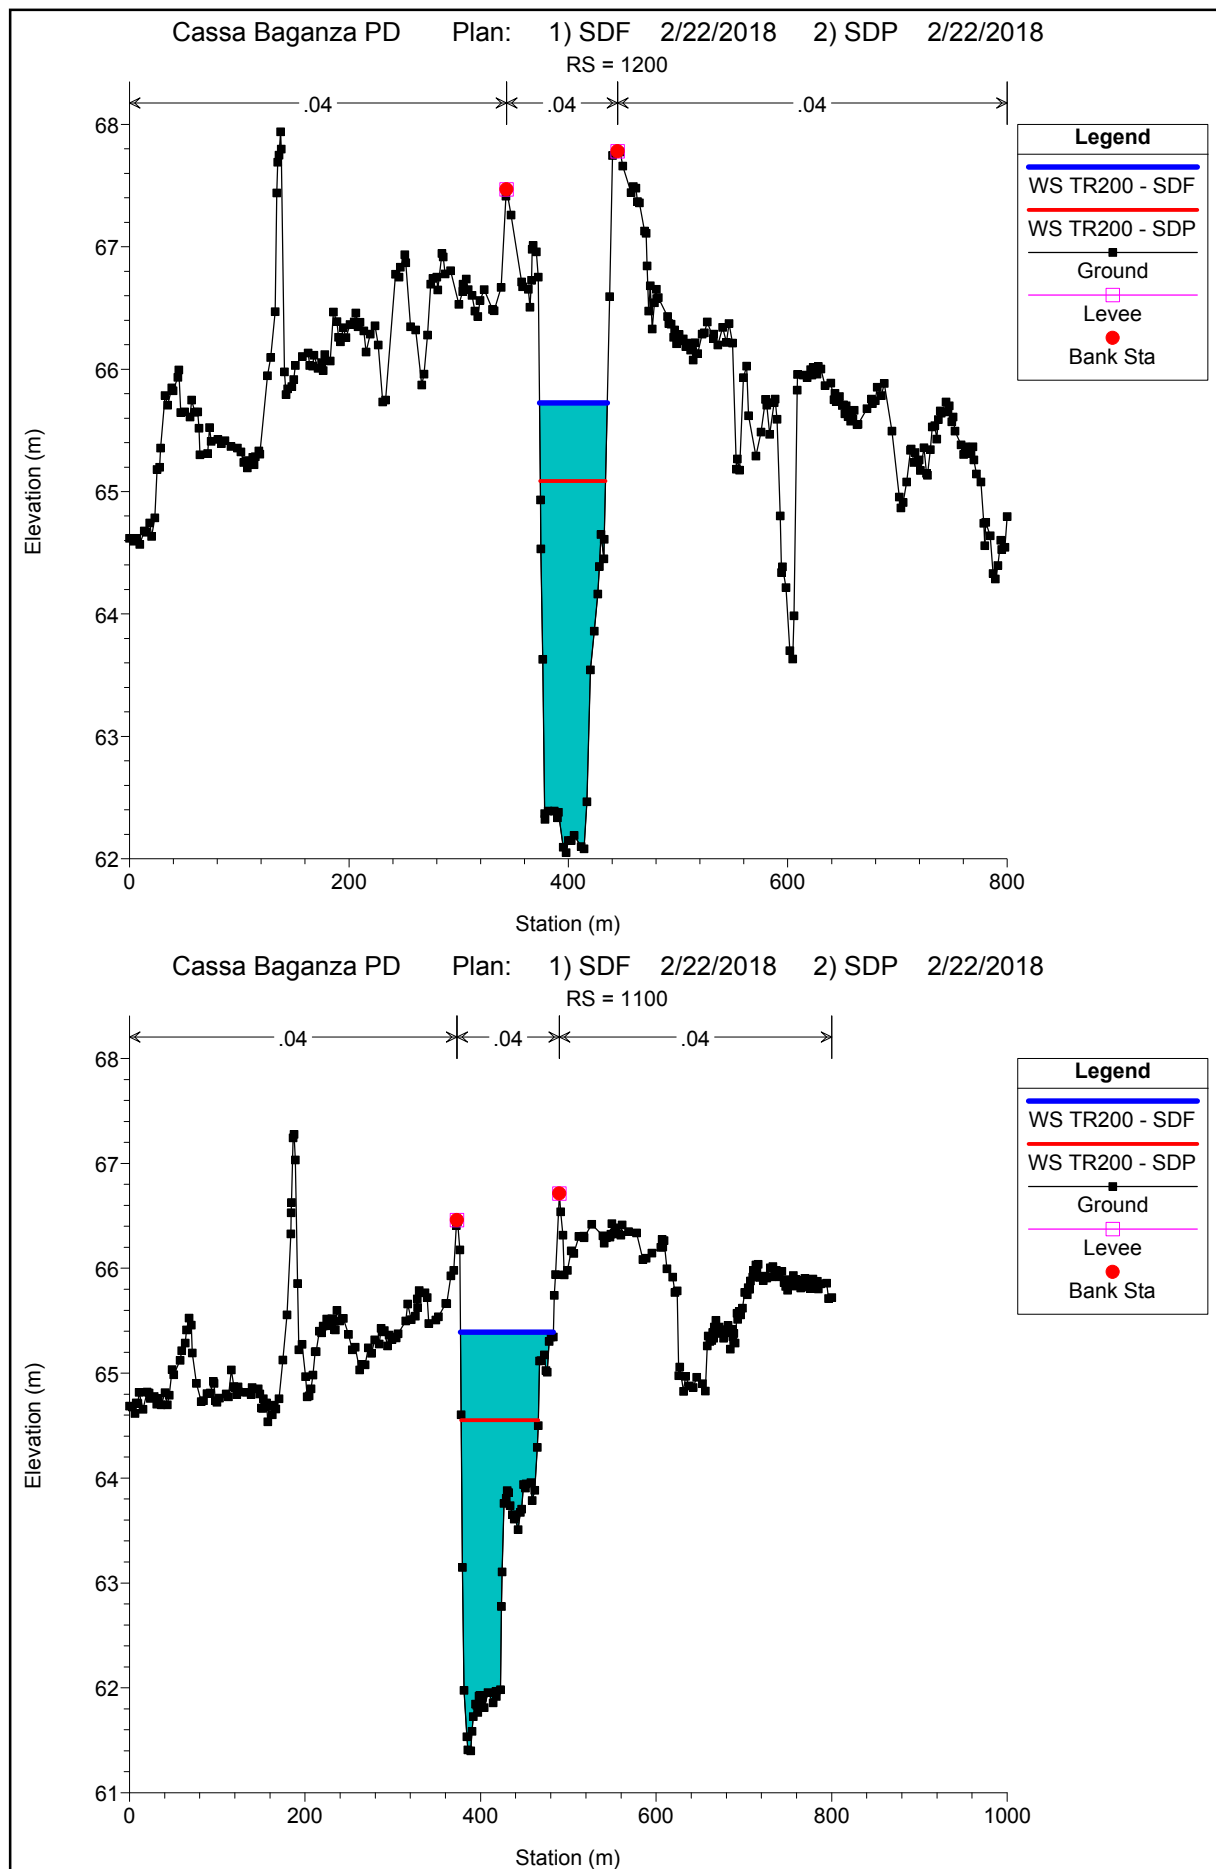 Cassa Baganza PD Plan: 1) SDF 2/22/2018 2) SDP 2/22/2018
RS = 1200
.04 .04 .04
Legend
WS TR200 - SDF
WS TR200 - SDP
Ground
Levee
Bank Sta
68
67
66
65
64
63
62
Elevation (m)
0 200 400 600 800
Station (m)
Cassa Baganza PD Plan: 1) SDF 2/22/2018 2) SDP 2/22/2018
RS = 1100
.04 .04 .04
Legend
WS TR200 - SDF
WS TR200 - SDP
Ground
Levee
Bank Sta
68
67
66
65
64
63
62
61
Elevation (m)
0 200 400 600 800 1000
Station (m)